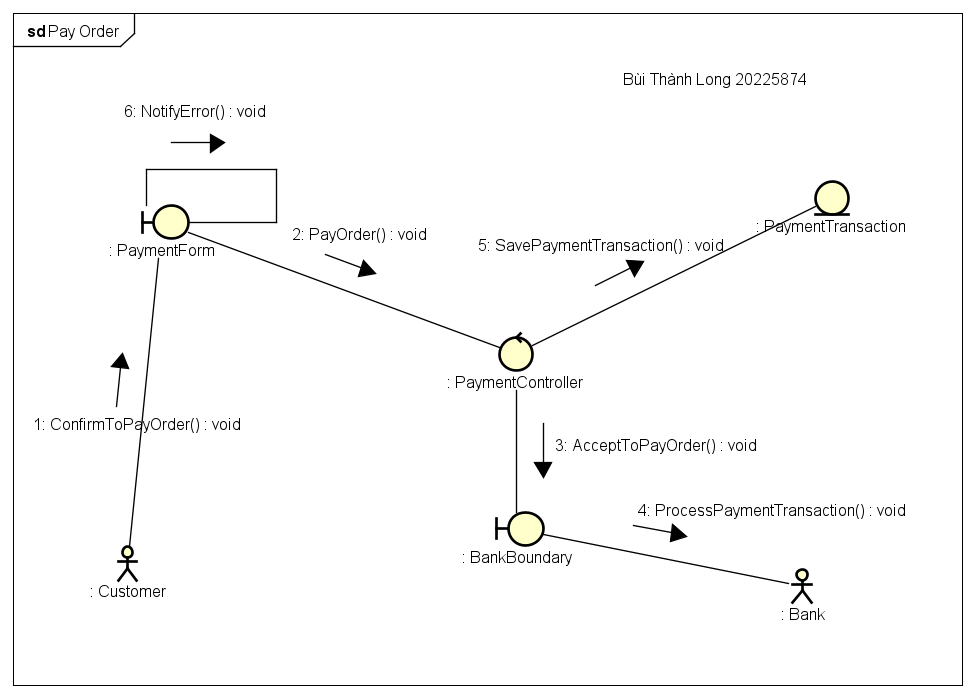 sd Pay Order
Bùi Thành Long 20225874
6: NotifyError() : void
: PaymentForm
2: PayOrder() : void
5: SavePaymentTransaction() : void
: PaymentTransaction
: PaymentController
1: ConfirmToPayOrder() : void
3: AcceptToPayOrder() : void
4: ProcessPaymentTransaction() : void
: BankBoundary
: Customer
: Bank